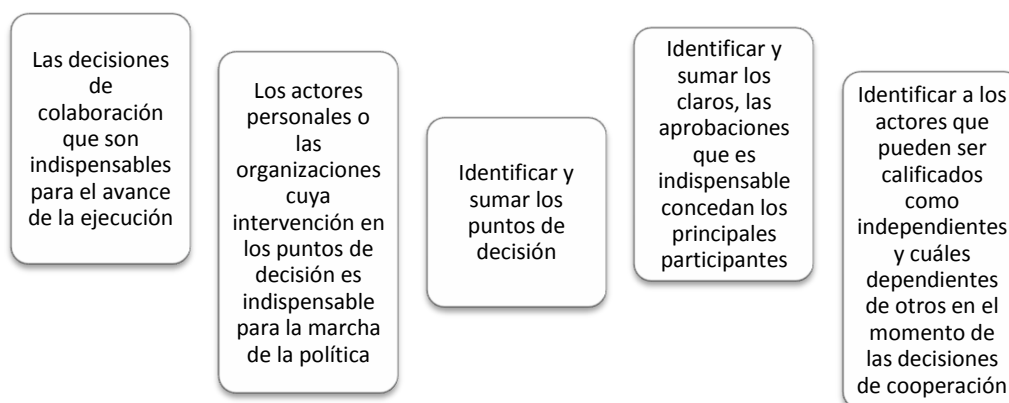 Las decisiones
de
colaboración
que son
indispensables
para el avance
de la ejecución
Los actores
personales o
las
organizaciones
cuya
intervención en
los puntos de
decisión es
indispensable
para la marcha
de la política
Identificar y
sumar los
puntos de
decisión
Identificar y
sumar los
claros, las
aprobaciones
que es
indispensable
concedan los
principales
participantes
Identificar a los
actores que
pueden ser
calificados
como
independientes
y cuáles
dependientes
de otros en el
momento de
las decisiones
de cooperación